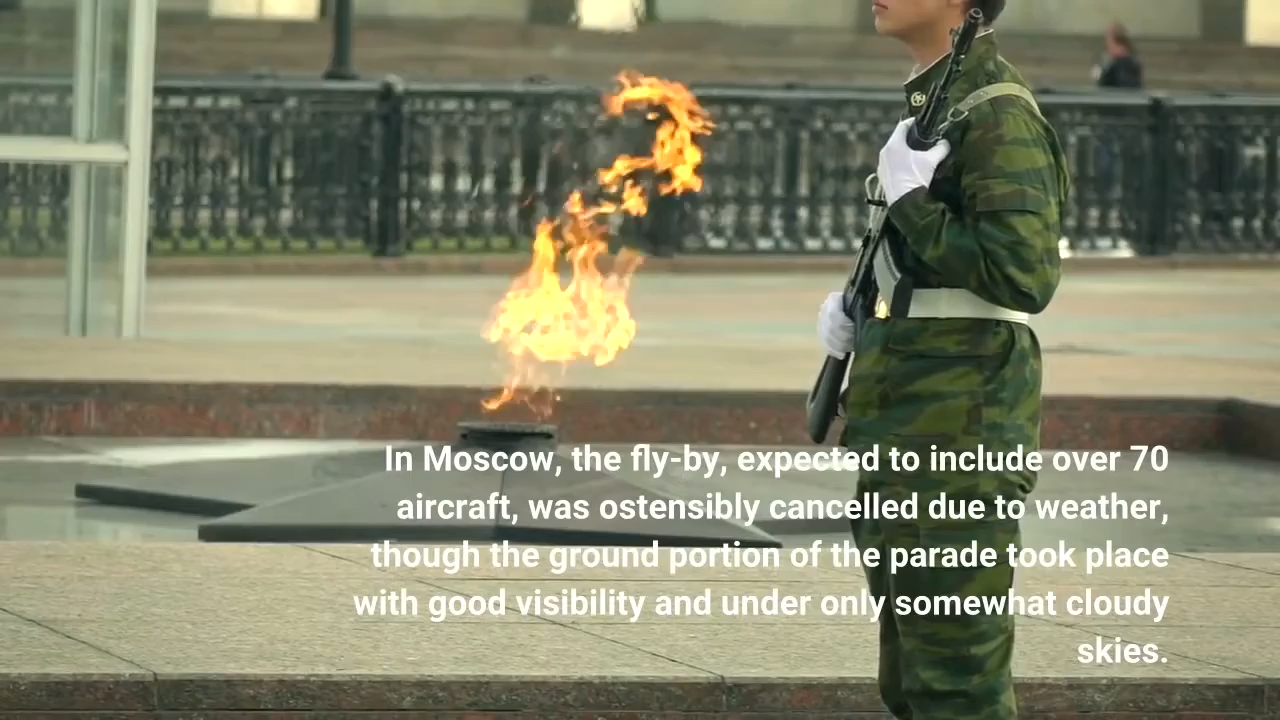 In Moscow, the fly-by, expected to include over 70
aircraft, was ostensibly cancelled due to weather,
though the ground portion of the parade took place
with good visibility and under only somewhat cloudy
skies.